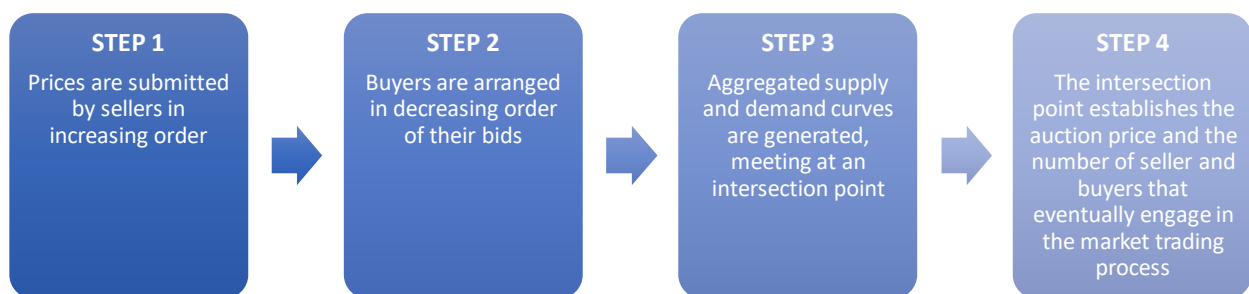 STEP 1
Prices are submitted
by sellers in
increasing order
STEP 2
Buyers are arranged
in decreasing order
of their bids
STEP 3
Aggregated supply
and demand curves
are generated,
meeting at an
intersection point
STEP 4
The intersection
point establishes the
auction price and the
number of seller and
buyers that
eventually engage in
the market trading
process